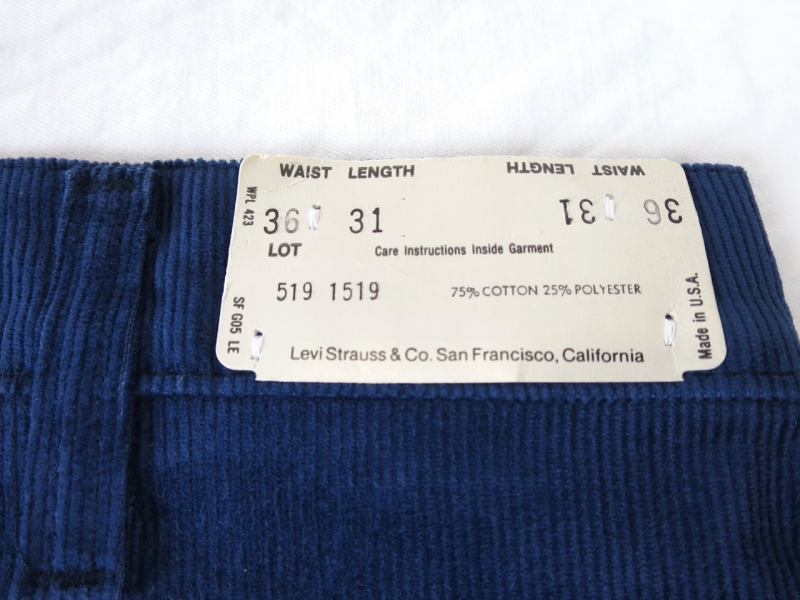 WAIST LENGTH
36 31
LOT
Care Instructions Inside Garment
519 1519
75% COTTON 25% POLYESTER
Levi Strauss & Co. San Francisco, California
WAIST LENGTH
36 31
WPL 423
SF G05 LE
Made in U.S.A.